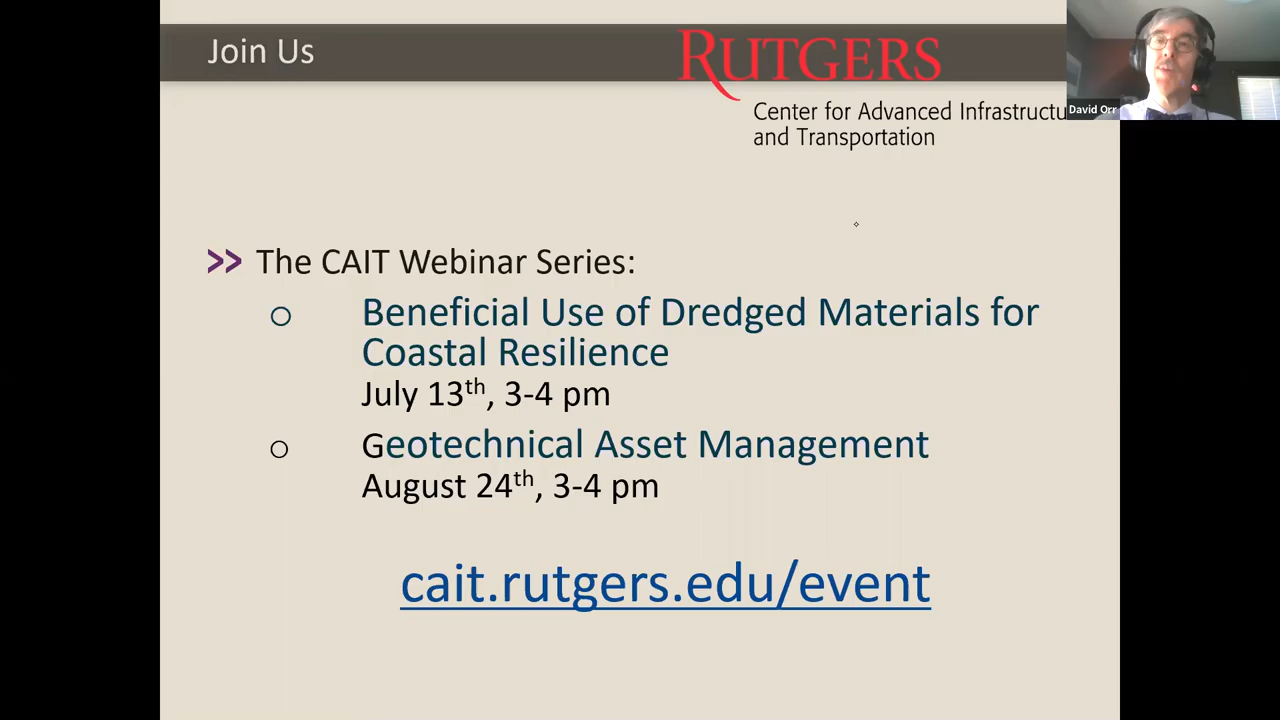 Join Us
RUTGERS
David Orr
Center for Advanced Infrastructu
and Transportation
>> The CAIT Webinar Series:
o Beneficial Use of Dredged Materials for
Coastal Resilience
July 13th, 3-4 pm
o Geotechnical Asset Management
August 24th, 3-4 pm
cait.rutgers.edu/event